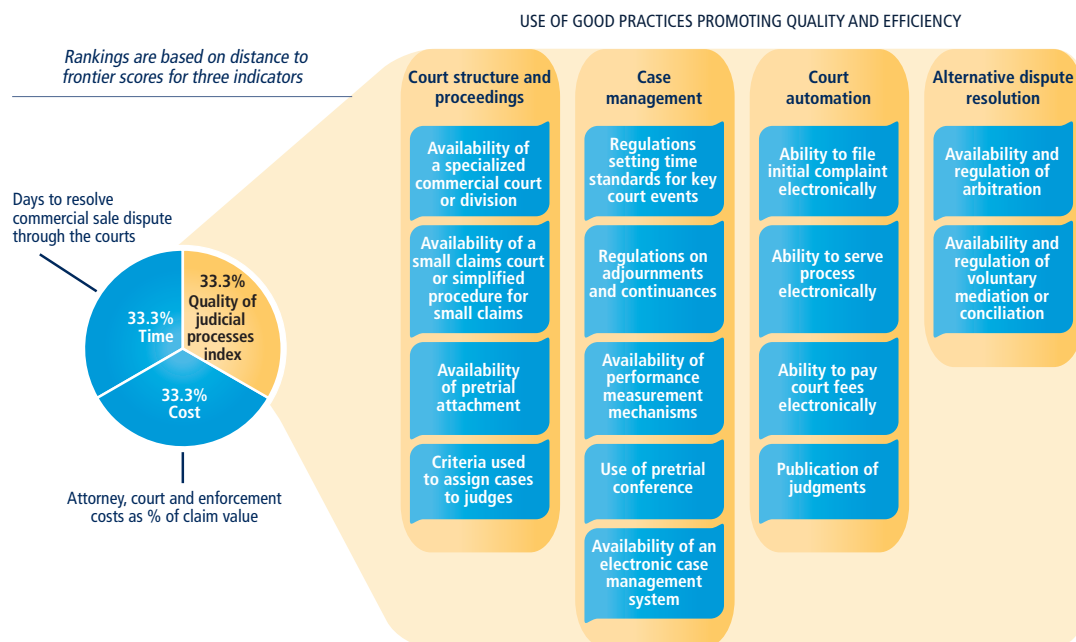 USE OF GOOD PRACTICES PROMOTING QUALITY AND EFFICIENCY
Rankings are based on distance to
frontier scores for three indicators
Days to resolve
commercial sale dispute
through the courts
33.3%
Time
33.3%
Quality of
judicial
processes
index
33.3%
Cost
Attorney, court and enforcement
costs as % of claim value
Court structure and
proceedings
Availability of
a specialized
commercial court
or division
Availability of a
small claims court
or simplified
procedure for
small claims
Availability
of pretrial
attachment
Criteria used
to assign cases
to judges
Case
management
Regulations
setting time
standards for key
court events
Regulations on
adjournments
and continuances
Availability of
performance
measurement
mechanisms
Use of pretrial
conference
Availability of an
electronic case
management
system
Court
automation
Ability to file
initial complaint
electronically
Ability to serve
process
electronically
Ability to pay
court fees
electronically
Publication of
judgments
Alternative dispute
resolution
Availability and
regulation of
arbitration
Availability and
regulation of
voluntary
mediation or
conciliation